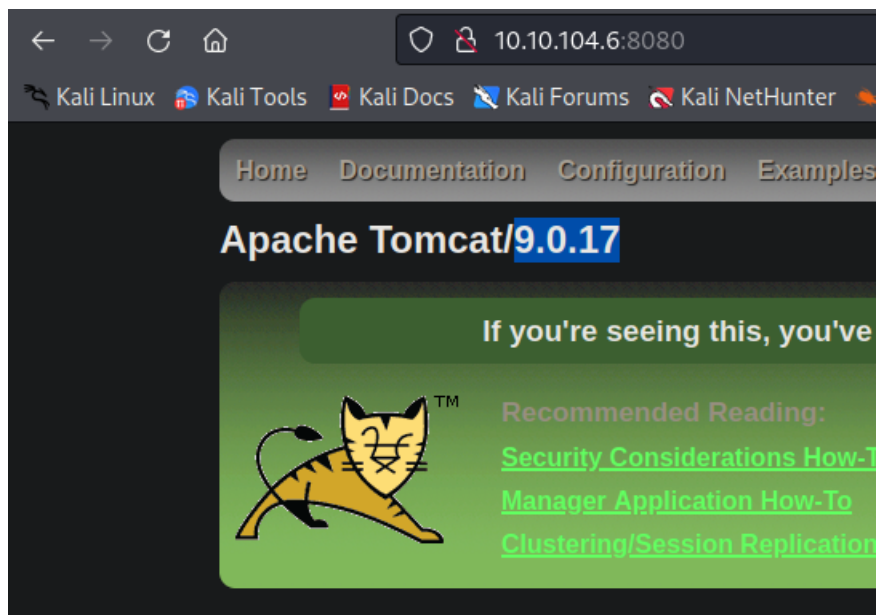 10.10.104.6:8080
Kali Linux Kali Tools Kali Docs Kali Forums Kali NetHunter
Home Documentation Configuration Examples
Apache Tomcat/9.0.17
If you're seeing this, you've
TM
Recommended Reading:
Security Considerations How-T
Manager Application How-To
Clustering/Session Replication